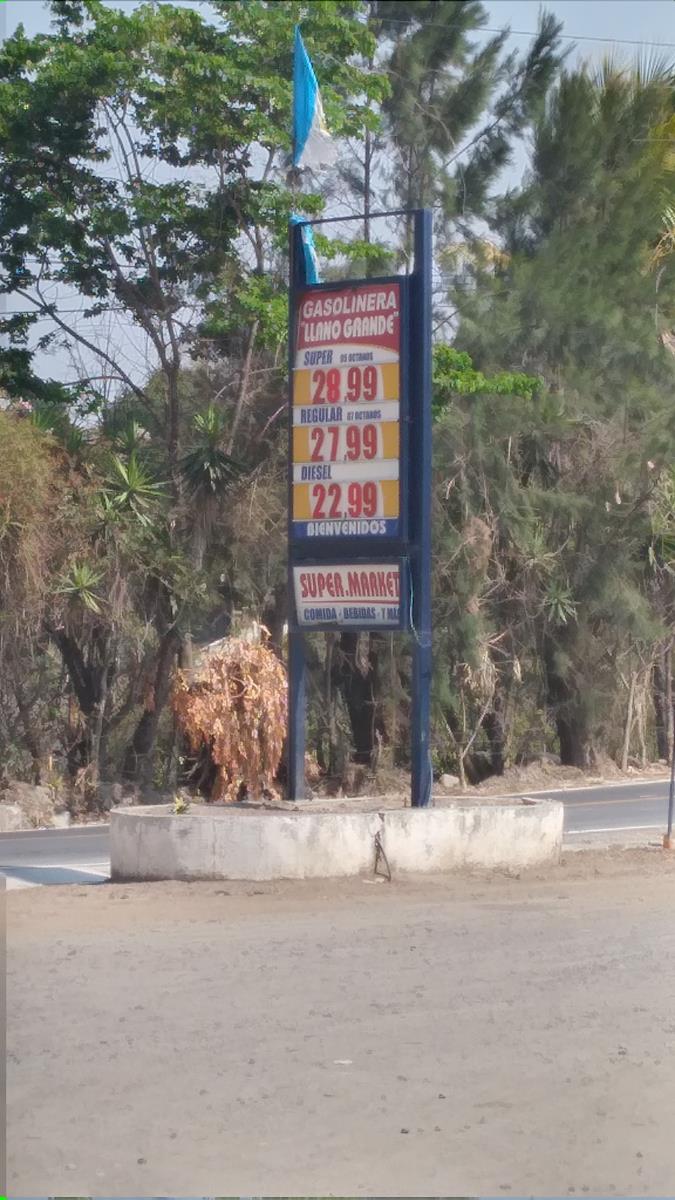 GASOLINERA
"LLANO GRANDE"
SUPER 95 OCTANOS
28,99
REGULAR 87 OCTANOS
27,99
DIESEL
22,99
BIENVENIDOS
SUPER.MARKET
COMIDA - BEBIDAS - Y MÁS